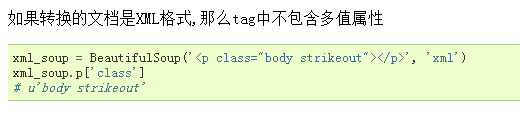 如果转换的文档是XML格式,那么tag中不包含多值属性
xml_soup = BeautifulSoup('<p class="body strikeout"></p>', 'xml')
xml_soup.p['class']
# u'body strikeout'